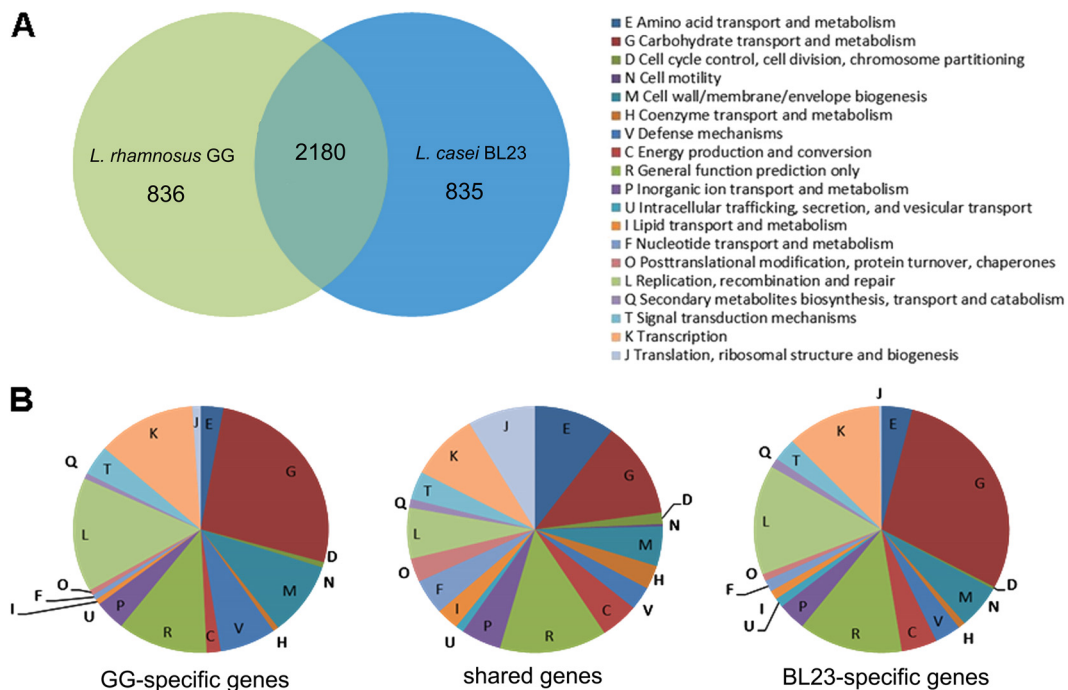 A
L. rhamnosus GG
836
2180
L. casei BL23
835
E Amino acid transport and metabolism
G Carbohydrate transport and metabolism
D Cell cycle control, cell division, chromosome partitioning
N Cell motility
M Cell wall/membrane/envelope biogenesis
H Coenzyme transport and metabolism
V Defense mechanisms
C Energy production and conversion
R General function prediction only
P Inorganic ion transport and metabolism
U Intracellular trafficking, secretion, and vesicular transport
I Lipid transport and metabolism
F Nucleotide transport and metabolism
O Posttranslational modification, protein turnover, chaperones
L Replication, recombination and repair
Q Secondary metabolites biosynthesis, transport and catabolism
T Signal transduction mechanisms
K Transcription
J Translation, ribosomal structure and biogenesis
B
E
G
D
N
M
H
V
C
R
P
U
I
F
O
L
Q
T
K
J
GG-specific genes
E
G
D
N
M
H
V
C
R
P
U
I
F
O
L
Q
T
K
J
shared genes
J
E
G
D
N
M
H
V
C
R
P
U
I
F
O
L
Q
T
K
BL23-specific genes